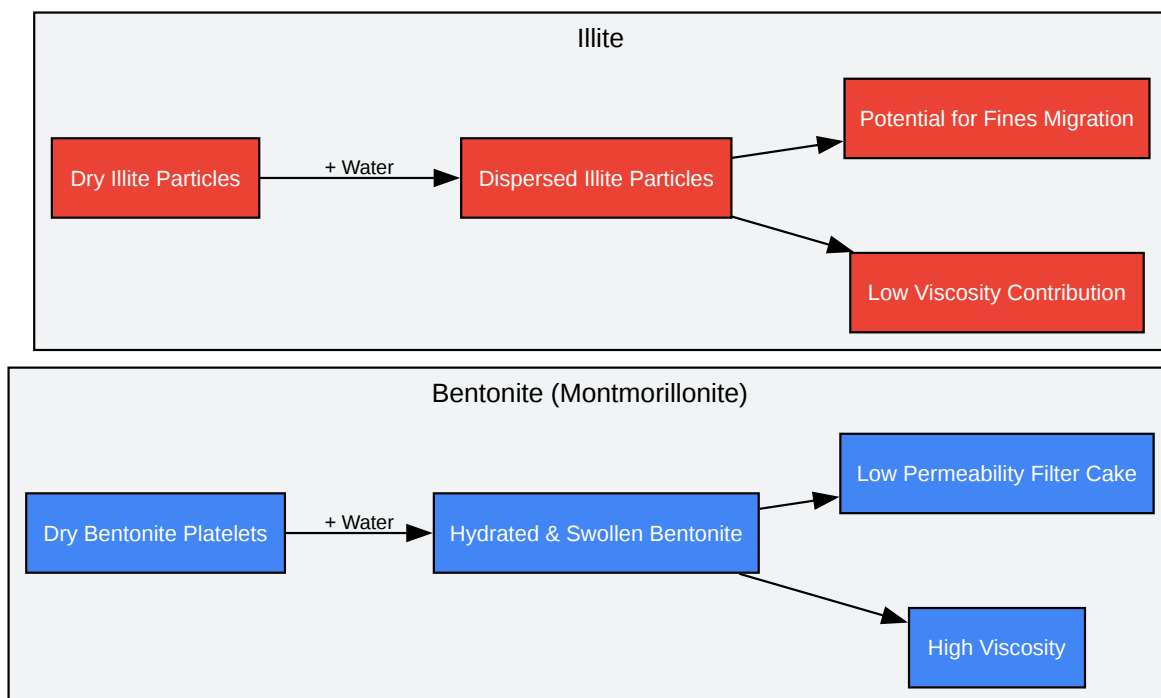 Illite
Dry Illite Particles
+ Water
Dispersed Illite Particles
Potential for Fines Migration
Low Viscosity Contribution
Bentonite (Montmorillonite)
Dry Bentonite Platelets
+ Water
Hydrated & Swollen Bentonite
Low Permeability Filter Cake
High Viscosity